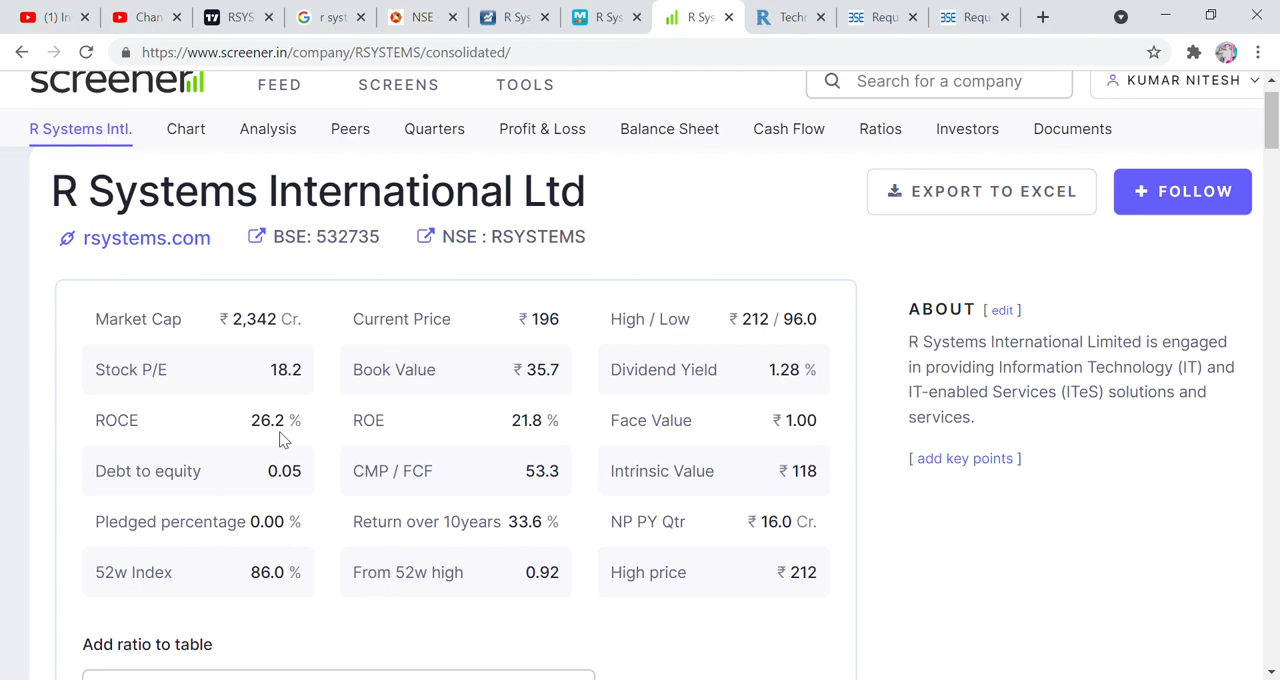 (1) In
Chan
RSYS
r syst
NSE -
R Sys
R Sys
R Sys
Techr
Requ
Requ
https://www.screener.in/company/RSYSTEMS/consolidated/
screener
FEED SCREENS TOOLS
Search for a company
KUMAR NITESH
R Systems Intl. Chart Analysis Peers Quarters Profit & Loss Balance Sheet Cash Flow Ratios Investors Documents
R Systems International Ltd
EXPORT TO EXCEL
+ FOLLOW
rsystems.com BSE: 532735 NSE : RSYSTEMS
Market Cap ₹ 2,342 Cr. Current Price ₹ 196 High / Low ₹ 212 / 96.0
Stock P/E 18.2 Book Value ₹ 35.7 Dividend Yield 1.28 %
ROCE 26.2 % ROE 21.8 % Face Value ₹ 1.00
Debt to equity 0.05 CMP / FCF 53.3 Intrinsic Value ₹ 118
Pledged percentage 0.00 % Return over 10years 33.6 % NP PY Qtr ₹ 16.0 Cr.
52w Index 86.0 % From 52w high 0.92 High price ₹ 212
Add ratio to table
ABOUT [ edit ]
R Systems International Limited is engaged
in providing Information Technology (IT) and
IT-enabled Services (ITeS) solutions and
services.
[ add key points ]